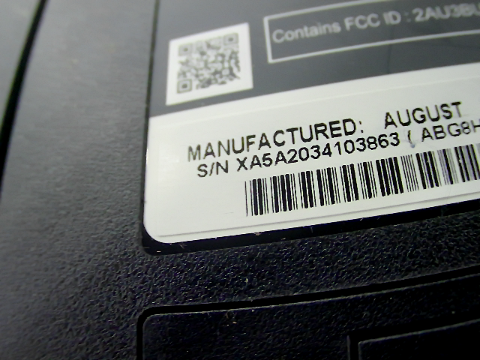 Contains FCC ID : 2AU3BU
MANUFACTURED: AUGUST
S/N XA5A2034103863 ( ABG8H